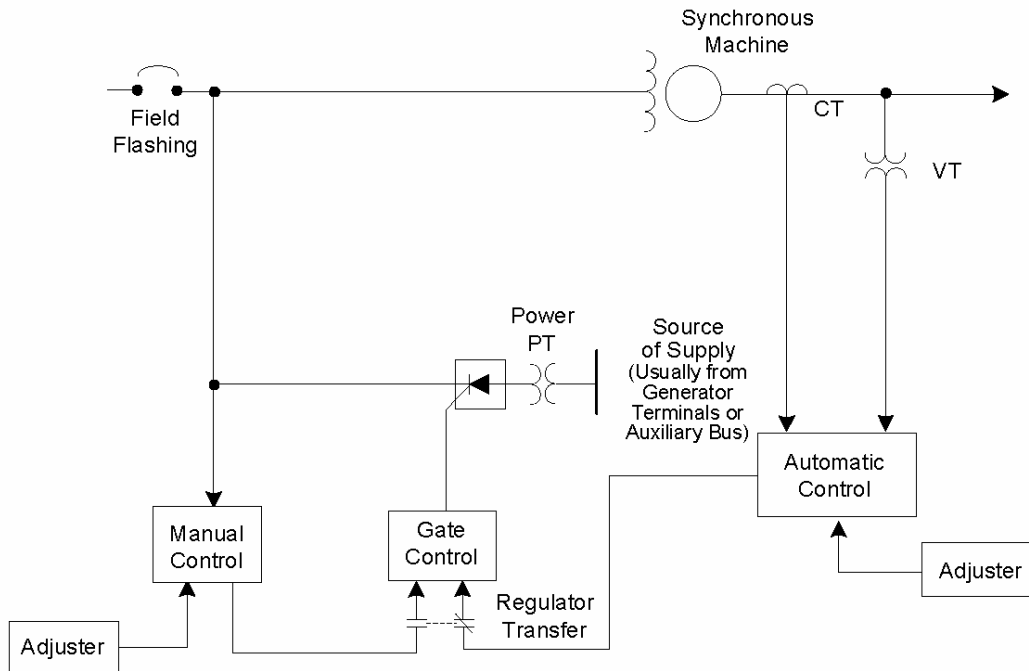 Synchronous
Machine
Field
Flashing
CT
VT
Power
PT
Source
of Supply
(Usually from
Generator
Terminals or
Auxiliary Bus)
Automatic
Control
Manual
Control
Gate
Control
Adjuster
Regulator
Transfer
Adjuster